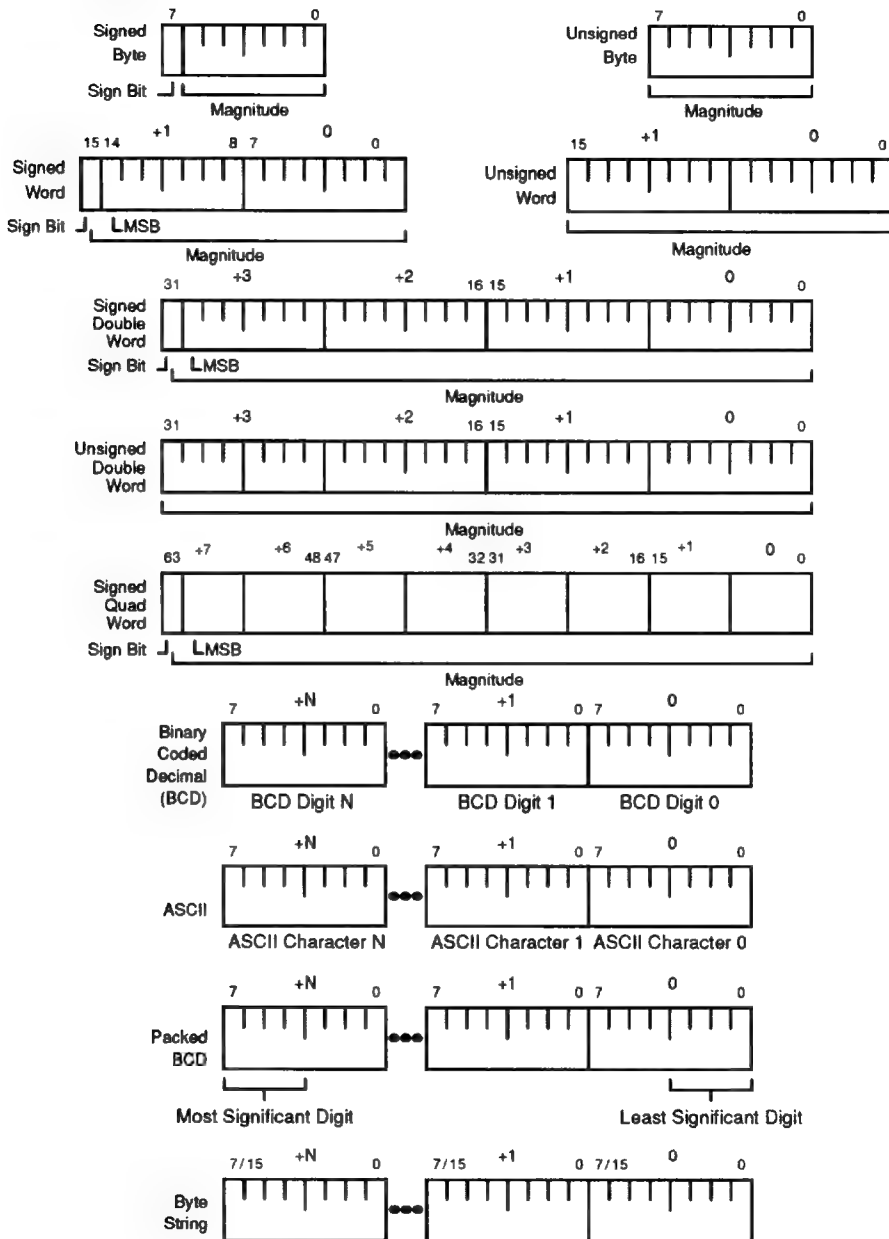 7 0
Signed
Byte
Sign Bit
Magnitude
7 0
Unsigned
Byte
Magnitude
15 14 +1 8 7 0 0
Signed
Word
Sign Bit MSB
Magnitude
15 +1 0 0
Unsigned
Word
Magnitude
31 +3 +2 16 15 +1 0 0
Signed
Double
Word
Sign Bit MSB
Magnitude
31 +3 +2 16 15 +1 0 0
Unsigned
Double
Word
Magnitude
63 +7 +6 48 47 +5 +4 32 31 +3 +2 16 15 +1 0 0
Signed
Quad
Word
Sign Bit MSB
Magnitude
7 +N 0 7 +1 0 7 0 0
Binary
Coded
Decimal
(BCD)
BCD Digit N BCD Digit 1 BCD Digit 0
7 +N 0 7 +1 0 7 0 0
ASCII
ASCII Character N ASCII Character 1 ASCII Character 0
7 +N 0 7 +1 0 7 0 0
Packed
BCD
Most Significant Digit Least Significant Digit
7/15 +N 0 7/15 +1 0 7/15 0 0
Byte
String